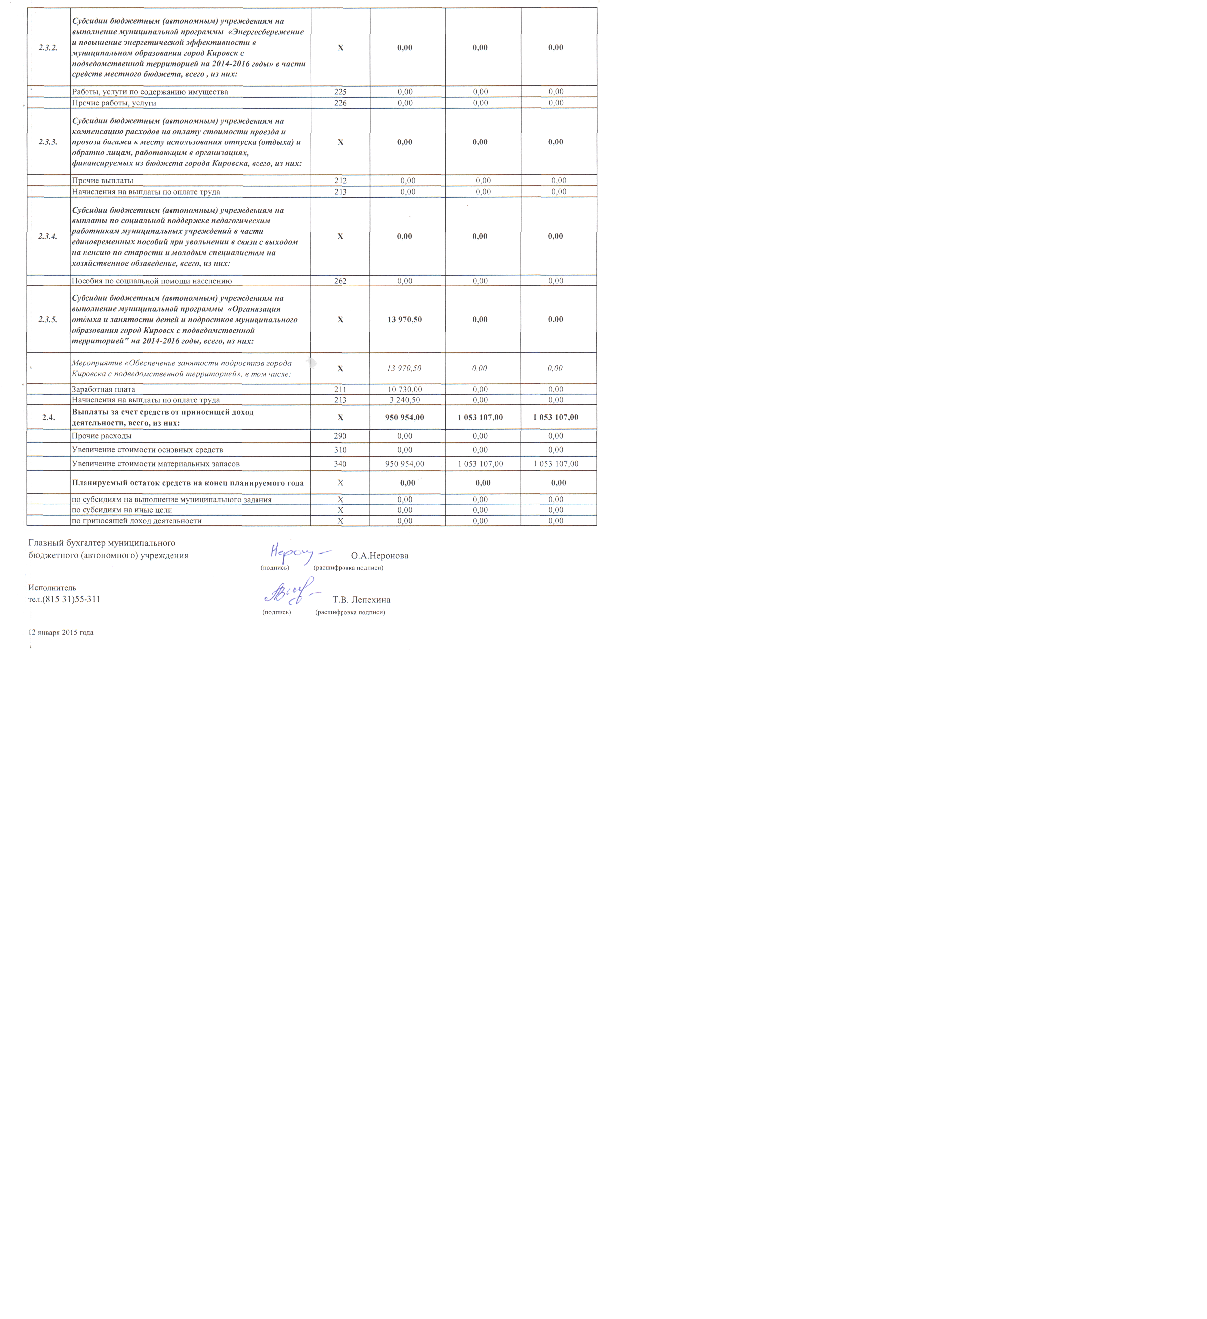 Субсидии бюджетным (автономным) учреждениям на
выполнение муниципальной программы «Энергосбережение
и повышение энергетической эффективности в
2.3.2. муниципальном образовании город Кировск с X 0,00 0,00 0,00
подведомственной территорией на 2014-2016 годы» в части
средств местного бюджета, всего , из них:
Работы, услуги по содержанию имущества 225 0,00 0,00 0,00
Прочие работы, услуги 226 0,00 0,00 0,00
Субсидии бюджетным (автономным) учреждениям на
компенсацию расходов на оплату стоимости проезда и
2.3.3. провоза багажа к месту использования отпуска (отдыха) и X 0,00 0,00 0,00
обратно лицам, работающим в организациях,
финансируемых из бюджета города Кировска, всего, из них:
Прочие выплаты 212 0,00 0,00 0,00
Начисления на выплаты по оплате труда 213 0,00 0,00 0,00
Субсидии бюджетным (автономным) учреждениям на
выплаты по социальной поддержке педагогическим
работникам муниципальных учреждений в части
2.3.4. единовременных пособий при увольнении в связи с выходом X 0,00 0,00 0,00
на пенсию по старости и молодым специалистам на
хозяйственное обзаведение, всего, из них:
Пособия по социальной помощи населению 262 0,00 0,00 0,00
Субсидии бюджетным (автономным) учреждениям на
выполнение муниципальной программы «Организация
2.3.5. отдыха и занятости детей и подростков муниципального X 13 970,50 0,00 0,00
образования город Кировск с подведомственной
территорией" на 2014-2016 годы, всего, из них:
Мероприятие «Обеспечение занятости подростков города
Кировска с подведомственной территорией», в том числе: X 13 970,50 0,00 0,00
Заработная плата 211 10 730,00 0,00 0,00
Начисления на выплаты по оплате труда 213 3 240,50 0,00 0,00
2.4. Выплаты за счет средств от приносящей доход X 950 954,00 1 053 107,00 1 053 107,00
деятельности, всего, из них:
Прочие расходы 290 0,00 0,00 0,00
Увеличение стоимости основных средств 310 0,00 0,00 0,00
Увеличение стоимости материальных запасов 340 950 954,00 1 053 107,00 1 053 107,00
Планируемый остаток средств на конец планируемого года X 0,00 0,00 0,00
по субсидиям на выполнение муниципального задания X 0,00 0,00 0,00
по субсидиям на иные цели X 0,00 0,00 0,00
по приносящей доход деятельности X 0,00 0,00 0,00
Главный бухгалтер муниципального
бюджетного (автономного) учреждения О.А.Неронова
(подпись) (расшифровка подписи)
Исполнитель
тел.(815 31)55-311 Т.В. Лепехина
(подпись) (расшифровка подписи)
12 января 2015 года